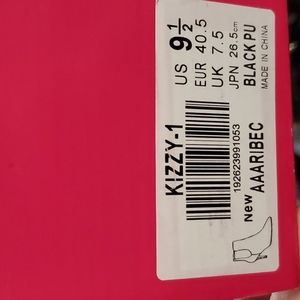 US 9 1/2
EUR 40.5
UK 7.5
JPN 26.5cm
BLACK PU
MADE IN CHINA
KIZZY-1
192623991053
New AAARIBEC